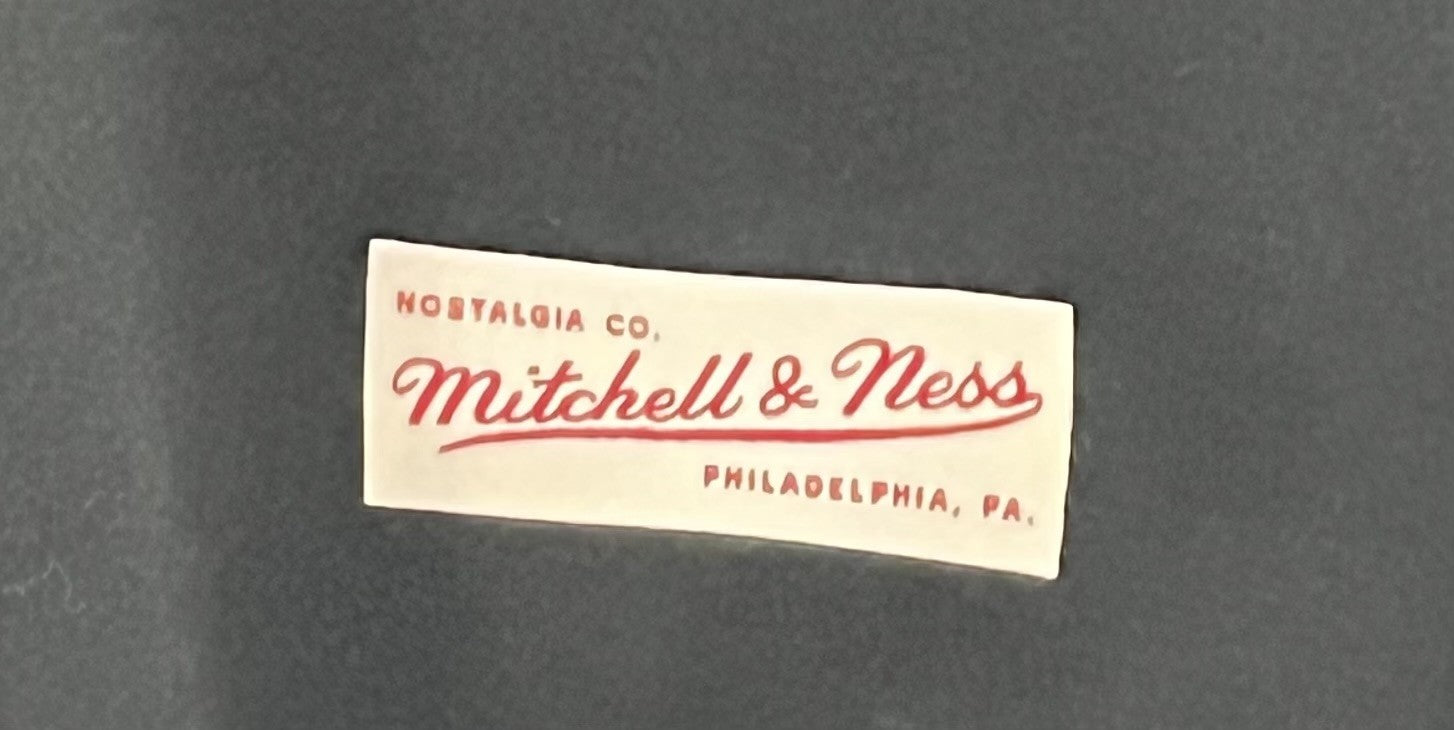 NOSTALGIA CO.
Mitchell & Ness
PHILADELPHIA, PA.